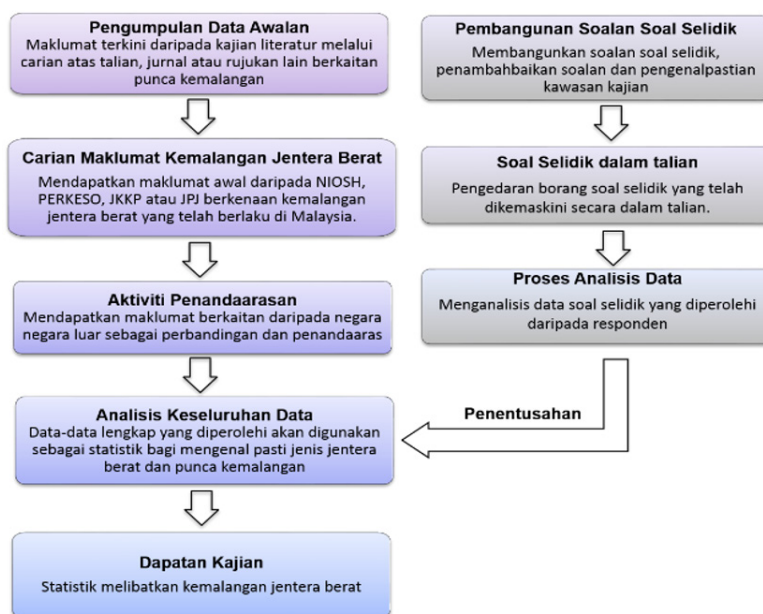 Pengumpulan Data Awalan
Maklumat terkini daripada kajian literatur melalui
carian atas talian, jurnal atau rujukan lain berkaitan
punca kemalangan
Carian Maklumat Kemalangan Jentera Berat
Mendapatkan maklumat awal daripada NIOSH,
PERKESO, JKKP atau JPJ berkenaan kemalangan
jentera berat yang telah berlaku di Malaysia.
Aktiviti Penandaarasan
Mendapatkan maklumat berkaitan daripada negara
negara luar sebagai perbandingan dan penandaaras
Analisis Keseluruhan Data
Data-data lengkap yang diperolehi akan digunakan
sebagai statistik bagi mengenal pasti jenis jentera
berat dan punca kemalangan
Dapatan Kajian
Statistik melibatkan kemalangan jentera berat
Pembangunan Soalan Soal Selidik
Membangunkan soalan soal selidik,
penambahbaikan soalan dan pengenalpastian
kawasan kajian
Soal Selidik dalam talian
Pengedaran borang soal selidik yang telah
dikemaskini secara dalam talian.
Proses Analisis Data
Menganalisis data soal selidik yang diperolehi
daripada responden
Penentusahan